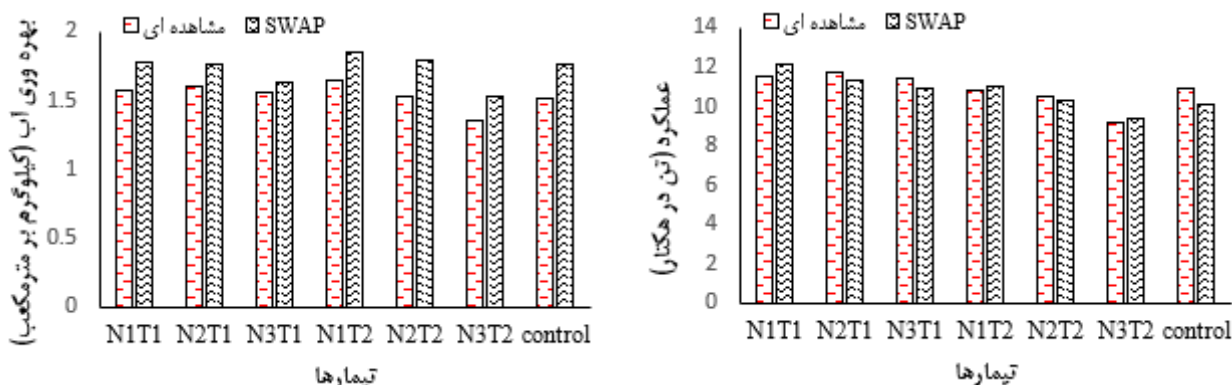 مشاهده ای SWAP
بهره وری آب (کیلوگرم بر مترمکعب)
2
1.5
1
0.5
0
N1T1 N2T1 N3T1 N1T2 N2T2 N3T2 control
تیمارها
مشاهده ای SWAP
عملکرد (تن در هکتار)
14
12
10
8
6
4
2
0
N1T1 N2T1 N3T1 N1T2 N2T2 N3T2 control
تیمارها